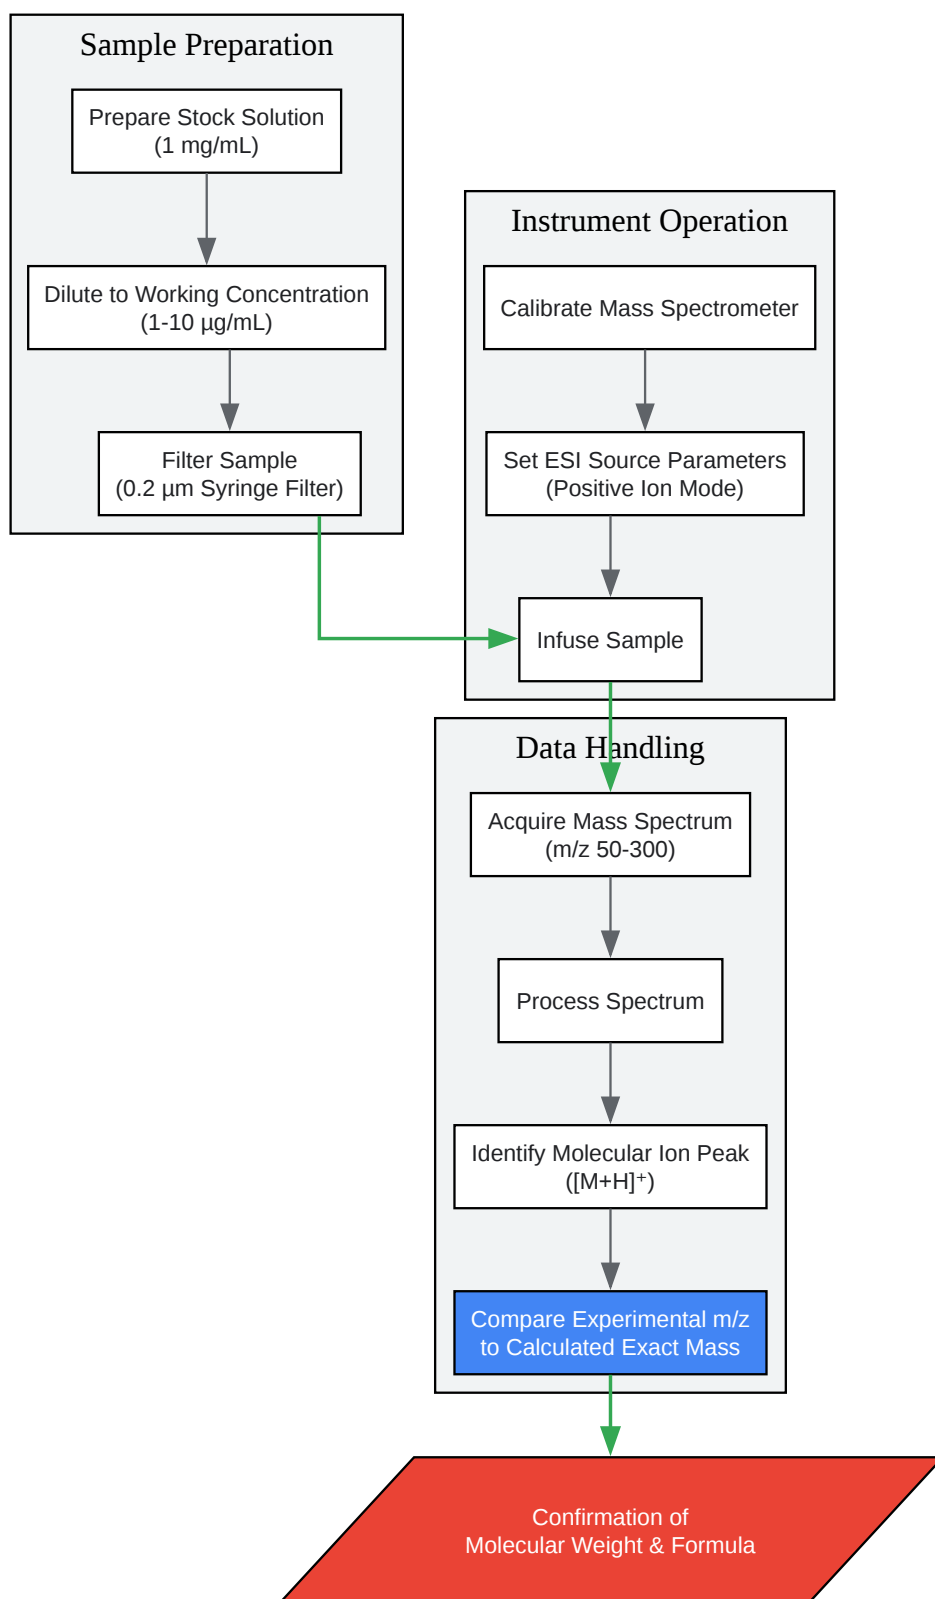 Sample Preparation
Prepare Stock Solution
(1 mg/mL)
Dilute to Working Concentration
(1-10 µg/mL)
Filter Sample
(0.2 µm Syringe Filter)
Instrument Operation
Calibrate Mass Spectrometer
Set ESI Source Parameters
(Positive Ion Mode)
Infuse Sample
Data Handling
Acquire Mass Spectrum
(m/z 50-300)
Process Spectrum
Identify Molecular Ion Peak
([M+H]⁺)
Compare Experimental m/z
to Calculated Exact Mass
Confirmation of
Molecular Weight & Formula